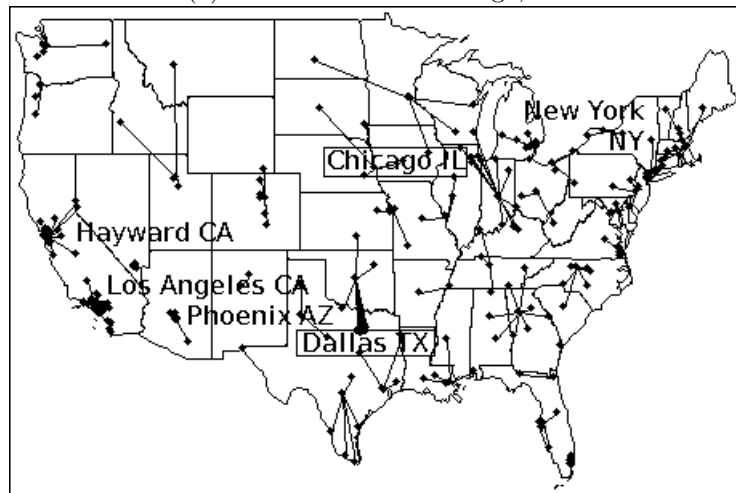 New York
NY
Chicago IL
Hayward CA
Los Angeles CA
Phoenix AZ
Dallas TX